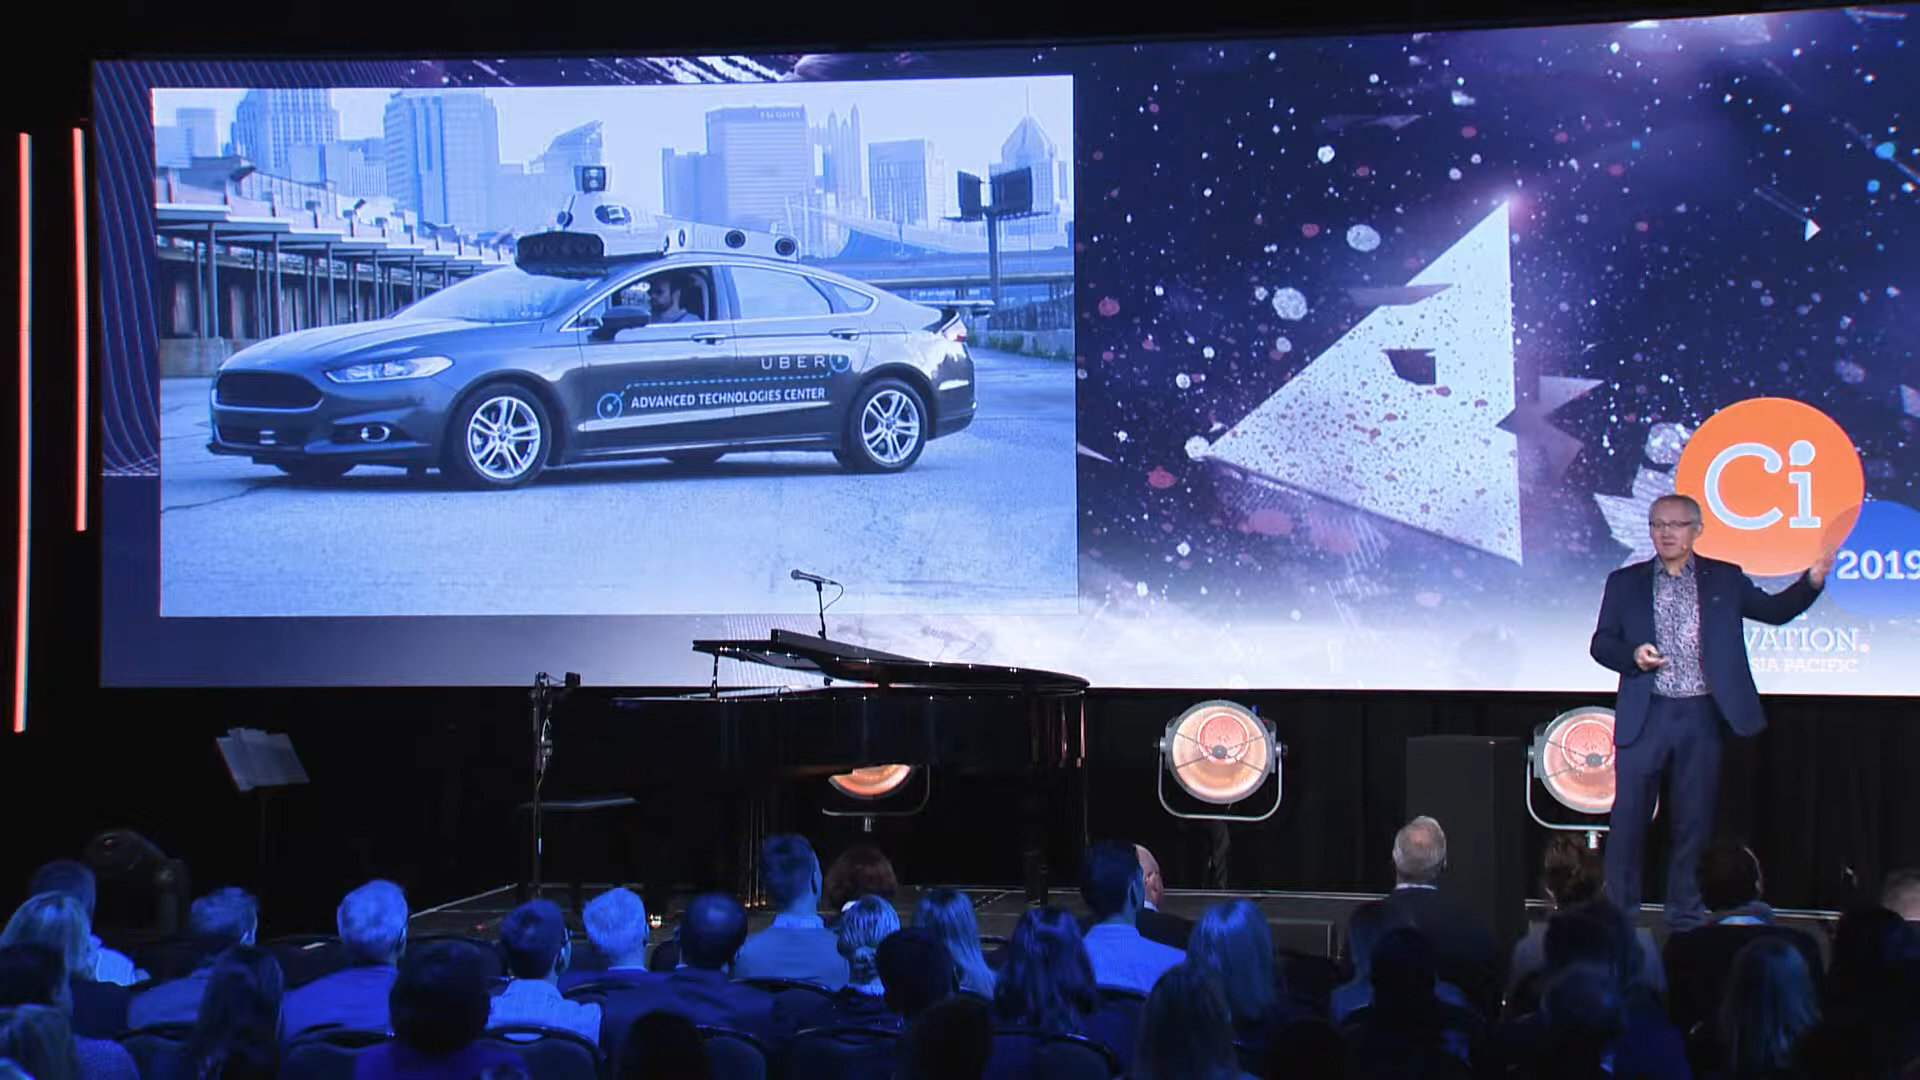 UBER
ADVANCED TECHNOLOGIES CENTER
Ci
2019
VATION.
SIA PACIFIC